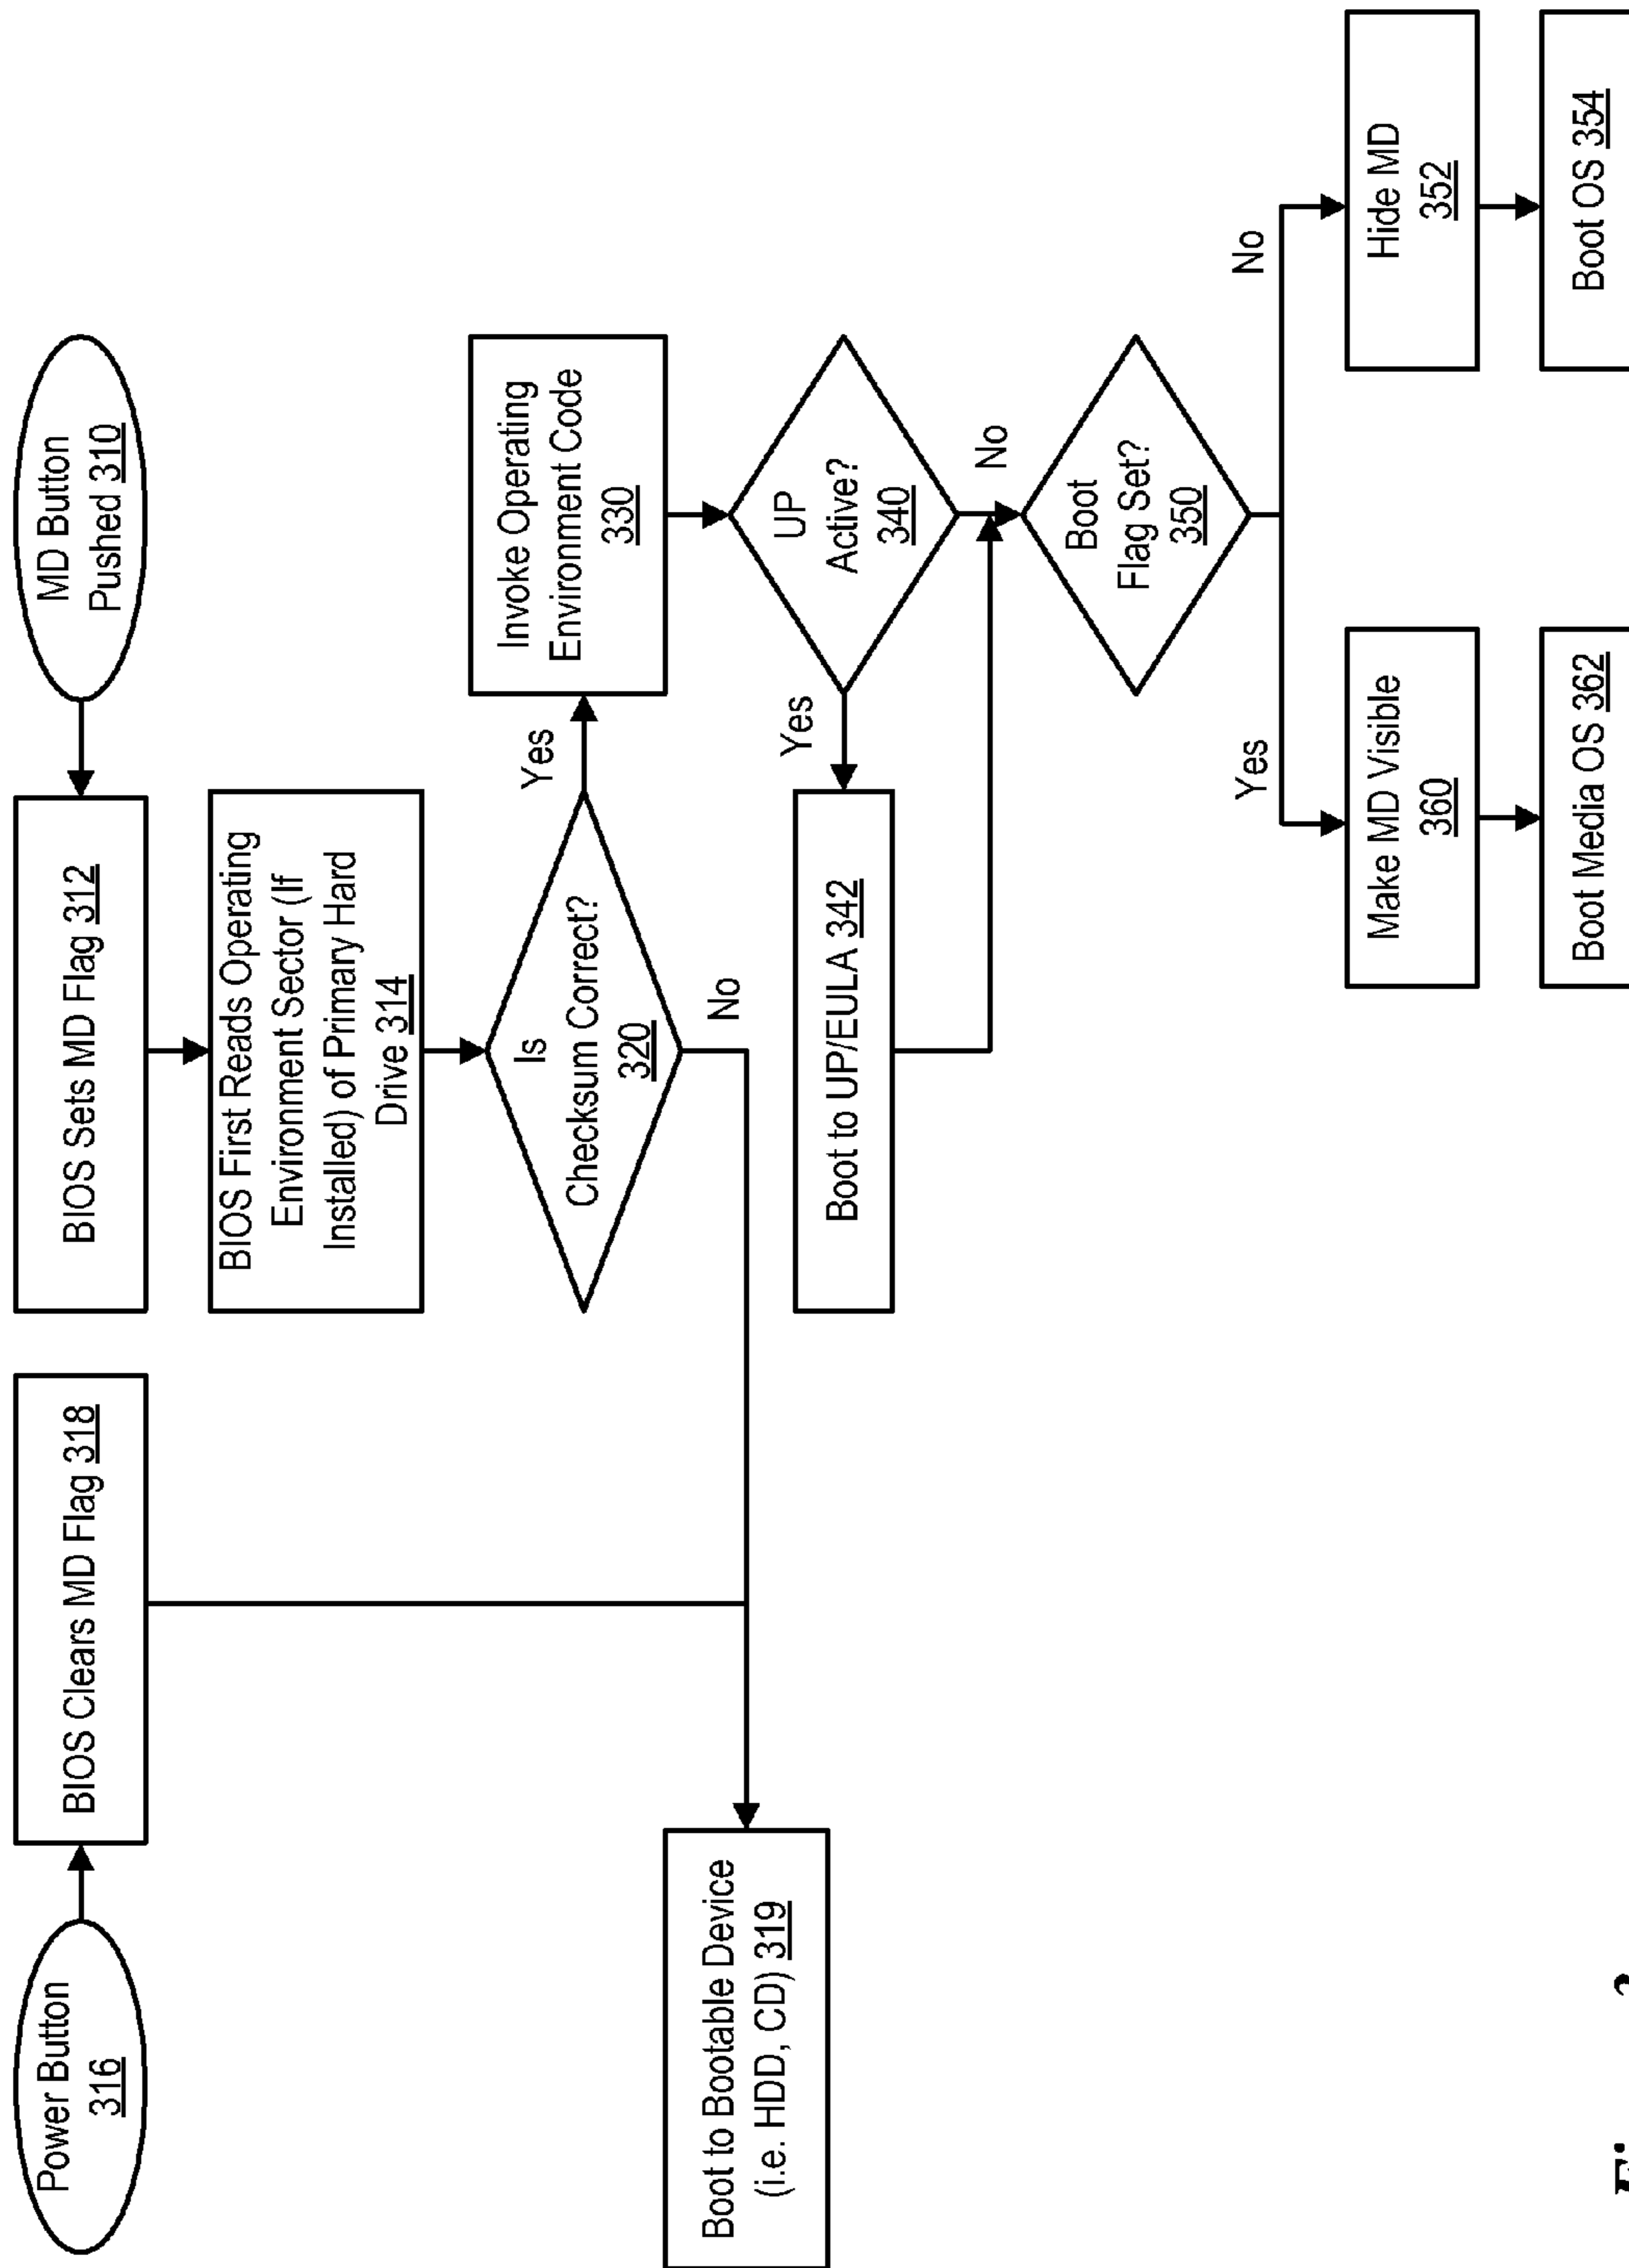 Power Button
316
BIOS Clears MD Flag 318
BIOS Sets MD Flag 312
MD Button
Pushed 310
BIOS First Reads Operating
Environment Sector (If
Installed) of Primary Hard
Drive 314
Is
Checksum Correct?
320
Yes
No
Invoke Operating
Environment Code
330
Boot to Bootable Device
(i.e. HDD, CD) 319
UP
Active?
340
Yes
No
Boot to UP/EULA 342
Boot
Flag Set?
350
Yes
No
Make MD Visible
360
Hide MD
352
Boot Media OS 362
Boot OS 354